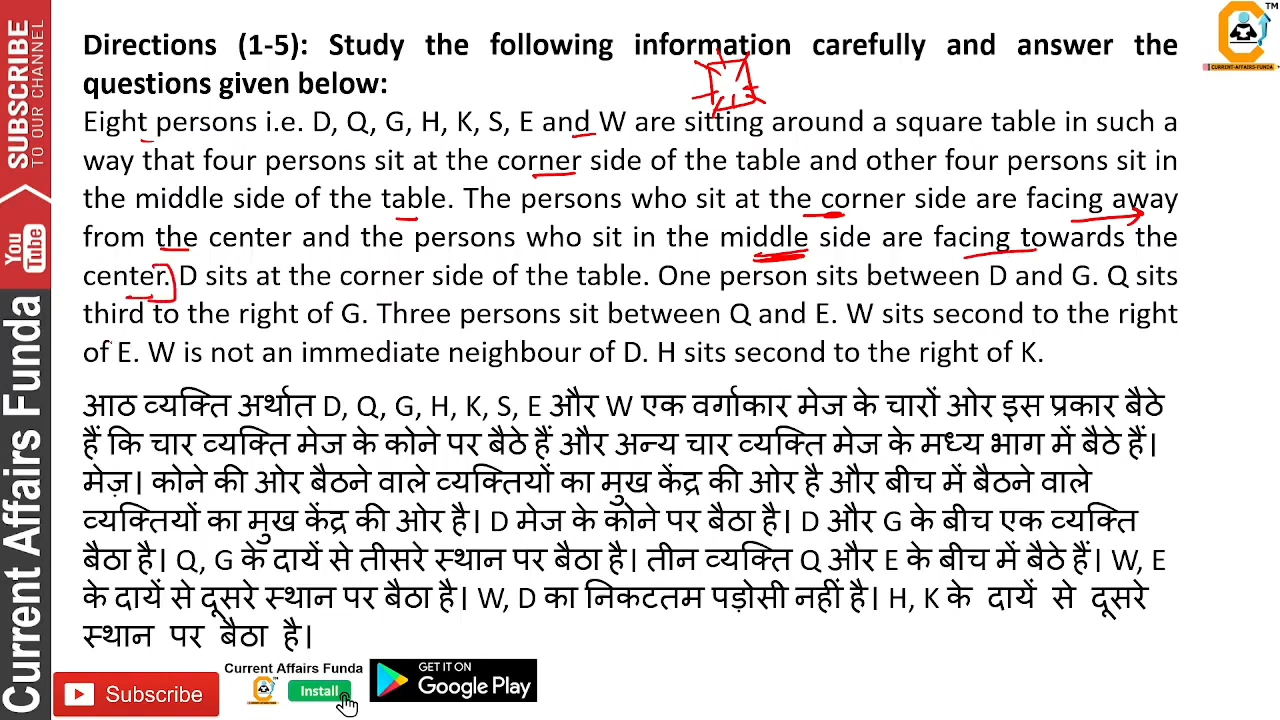 SUBSCRIBE
TO OUR CHANNEL
You
Tube
Current Affairs Funda
TM
CURRENT-AFFAIRS-FUNDA
Directions (1-5): Study the following information carefully and answer the
questions given below:
Eight persons i.e. D, Q, G, H, K, S, E and W are sitting around a square table in such a
way that four persons sit at the corner side of the table and other four persons sit in
the middle side of the table. The persons who sit at the corner side are facing away
from the center and the persons who sit in the middle side are facing towards the
center. D sits at the corner side of the table. One person sits between D and G. Q sits
third to the right of G. Three persons sit between Q and E. W sits second to the right
of E. W is not an immediate neighbour of D. H sits second to the right of K.
आठ व्यक्ति अर्थात D, Q, G, H, K, S, E और W एक वर्गाकार मेज के चारों ओर इस प्रकार बैठे
हैं कि चार व्यक्ति मेज के कोने पर बैठे हैं और अन्य चार व्यक्ति मेज के मध्य भाग में बैठे हैं।
मेज़। कोने की ओर बैठने वाले व्यक्तियों का मुख केंद्र की ओर है और बीच में बैठने वाले
व्यक्तियों का मुख केंद्र की ओर है। D मेज के कोने पर बैठा है। D और G के बीच एक व्यक्ति
बैठा है। Q, G के दायें से तीसरे स्थान पर बैठा है। तीन व्यक्ति Q और E के बीच में बैठे हैं। W, E
के दायें से दूसरे स्थान पर बैठा है। W, D का निकटतम पड़ोसी नहीं है। H, K के दायें से दूसरे
स्थान पर बैठा है।
Subscribe
Current Affairs Funda
Install
GET IT ON
Google Play